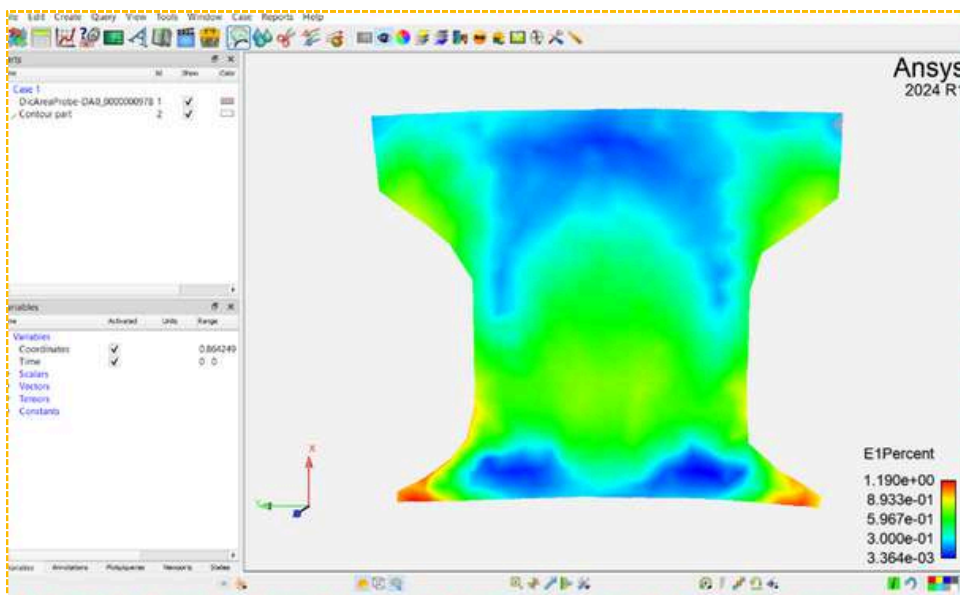 Edit Create Query View Tools Window Case Reports Help
Ansys
2024 R1
Id Show Color
Case 1
DicAreaProbe-DA0_0000000978 1
Contour part 2
Activated Units Range
Variables
Coordinates 0.864249
Time 0 0
Scalars
Vectors
Tensors
Constants
X
E1Percent
1.190e+00
8.933e-01
5.967e-01
3.000e-01
3.364e-03
Annotations Viewports States